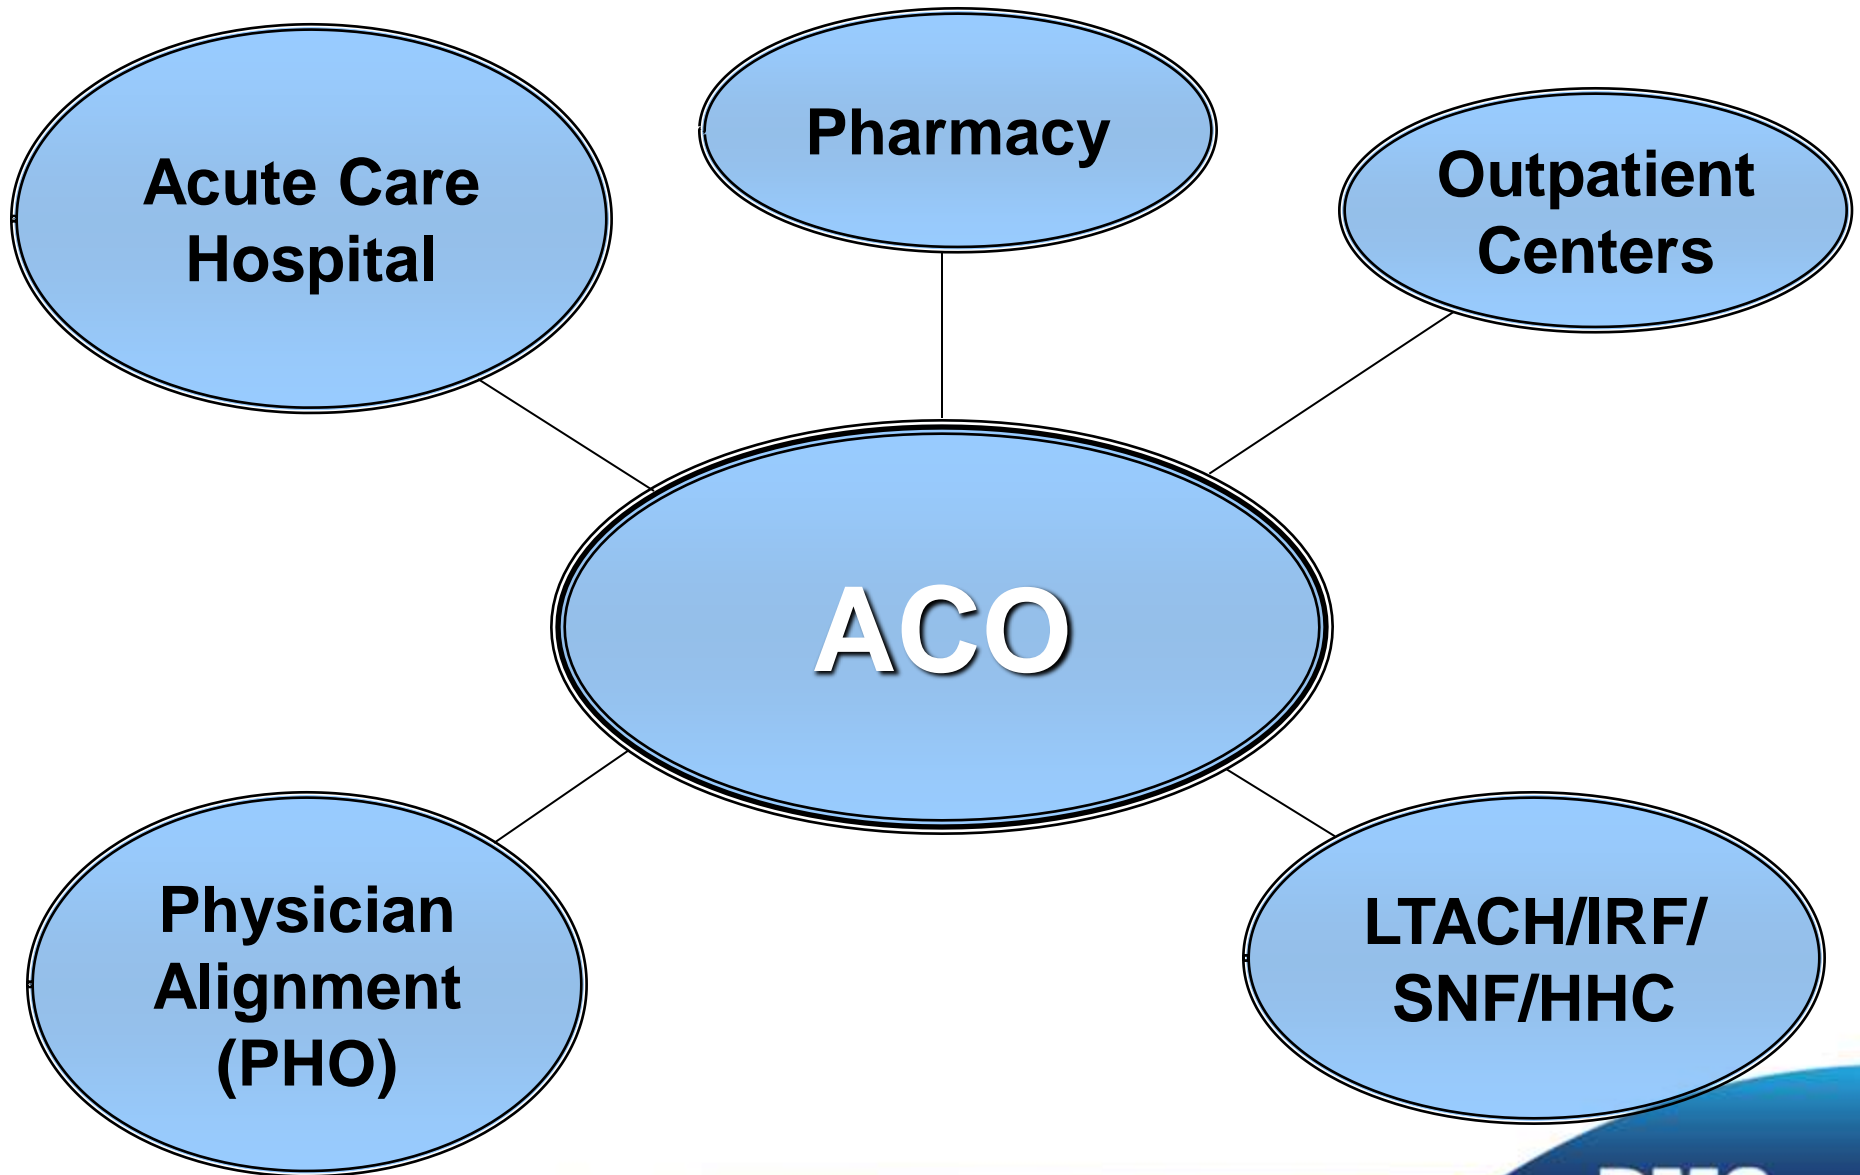 Acute Care
Hospital
Pharmacy
Outpatient
Centers
ACO
Physician
Alignment
(PHO)
LTACH/IRF/
SNF/HHC